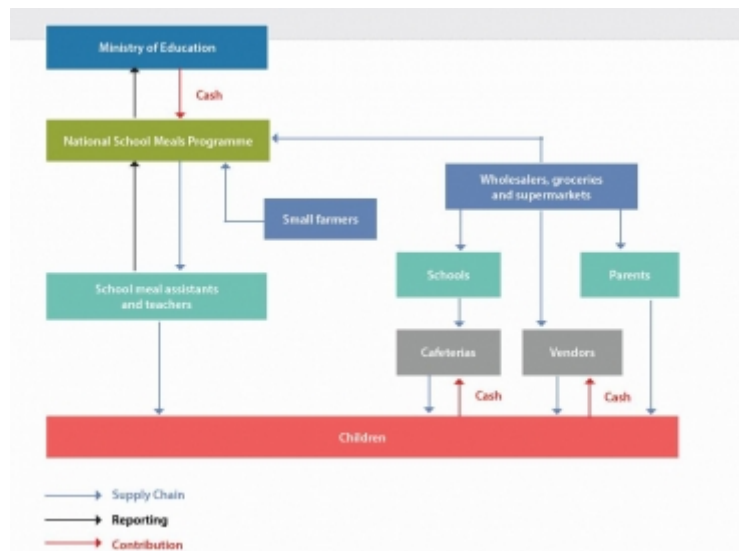 Ministry of Education
Cash
National School Meals Programme
Wholesalers, groceries
and supermarkets
Small farmers
Schools
Parents
School meal assistants
and teachers
Cafeterias
Vendors
Cash
Cash
Children
Supply Chain
Reporting
Contribution